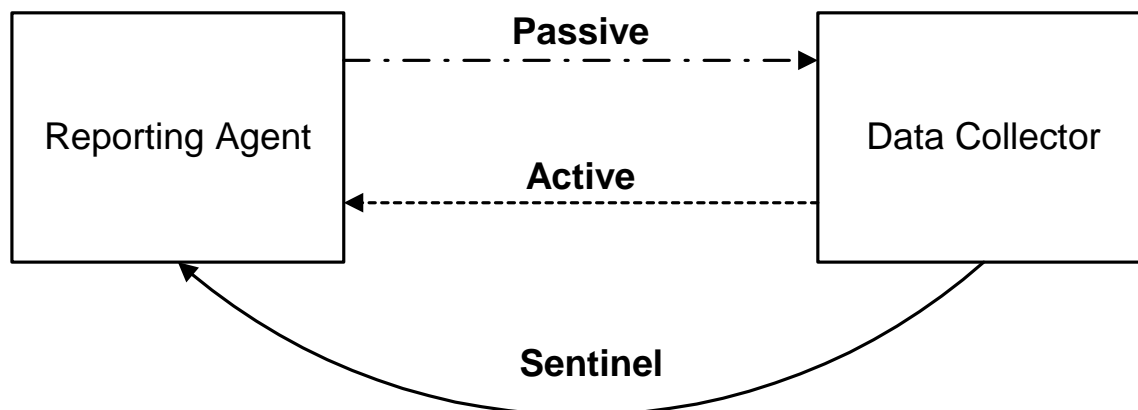 Passive
Reporting Agent
Data Collector
Active
Sentinel